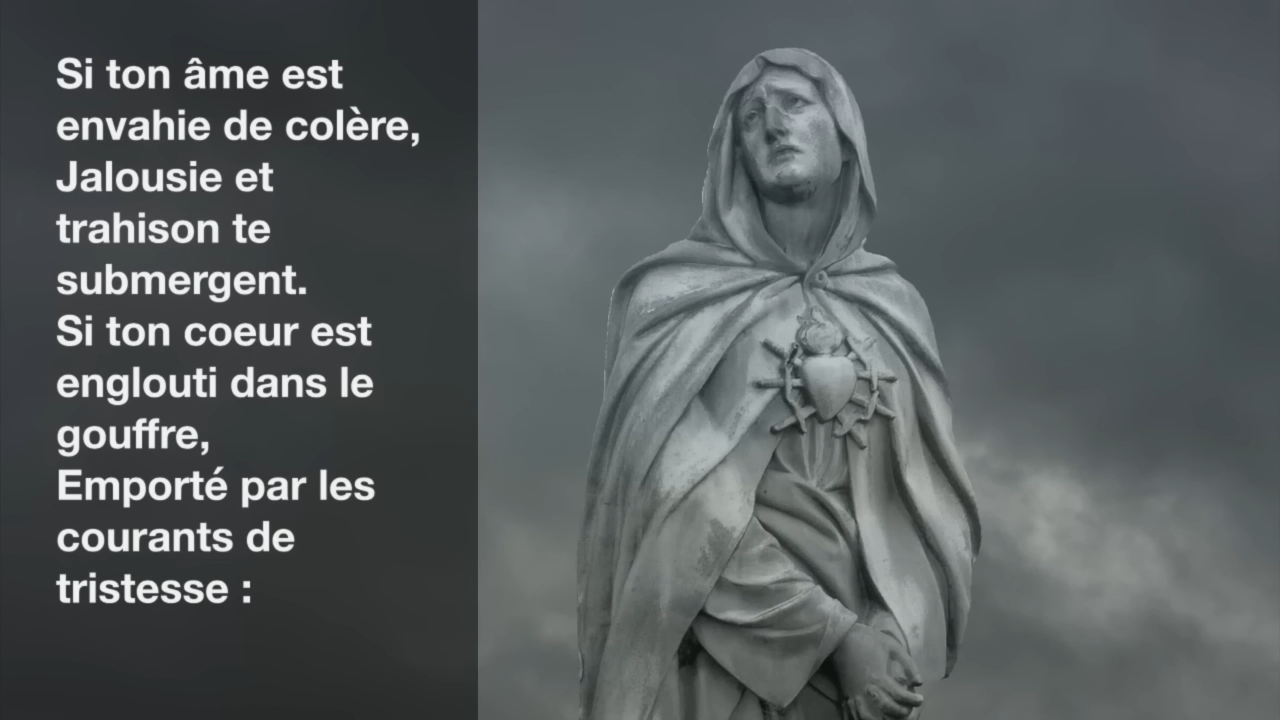 Si ton âme est
envahie de colère,
Jalousie et
trahison te
submergent.
Si ton coeur est
englouti dans le
gouffre,
Emporté par les
courants de
tristesse :